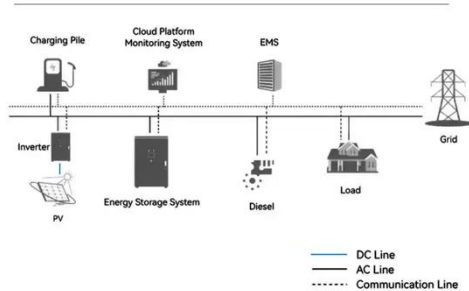 Charging Pile
Cloud Platform
Monitoring System
EMS
Grid
Inverter
PV
Energy Storage System
Diesel
Load
DC Line
AC Line
Communication Line